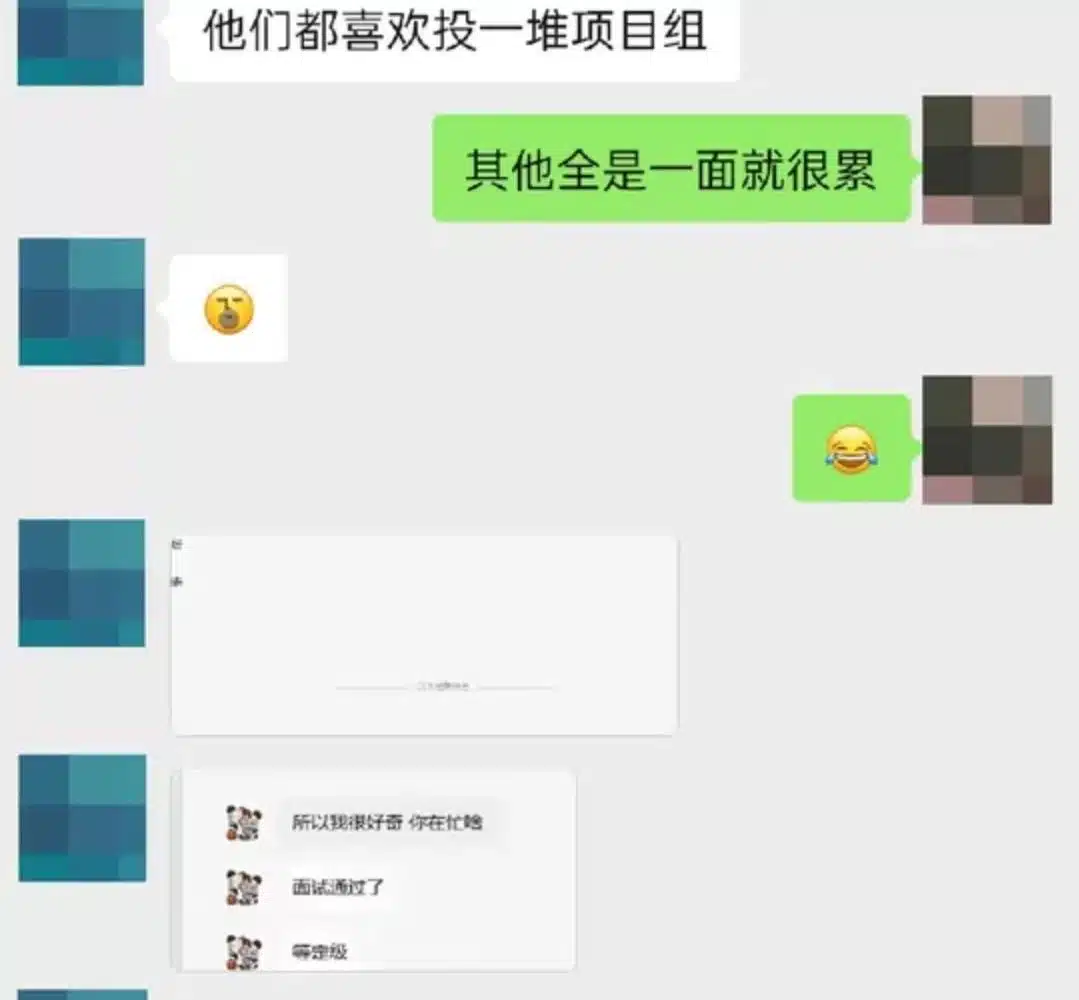 他们都喜欢投一堆项目组
其他全是一面就很累
所以我很好奇 你在忙啥
面试通过了
等定级